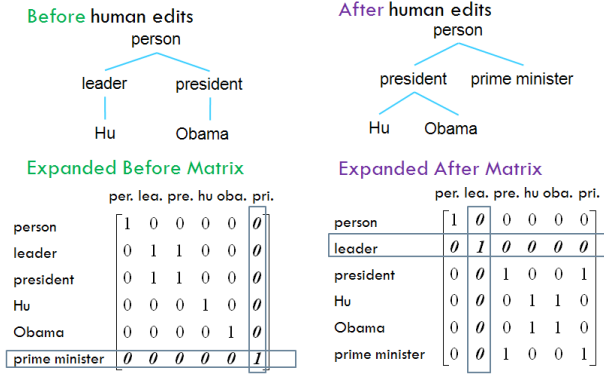 Before human edits
person
leader president
Hu Obama
Expanded Before Matrix
per. lea. pre. hu oba. pri.
person 1 0 0 0 0 0
leader 0 1 1 0 0 0
president 0 1 1 0 0 0
Hu 0 0 0 1 0 0
Obama 0 0 0 0 1 0
prime minister 0 0 0 0 0 1
After human edits
person
president prime minister
Hu Obama
Expanded After Matrix
per. lea. pre. hu oba. pri.
person 1 0 0 0 0 0
leader 0 1 0 0 0 0
president 0 0 1 0 0 1
Hu 0 0 0 1 1 0
Obama 0 0 0 1 1 0
prime minister 0 0 1 0 0 1